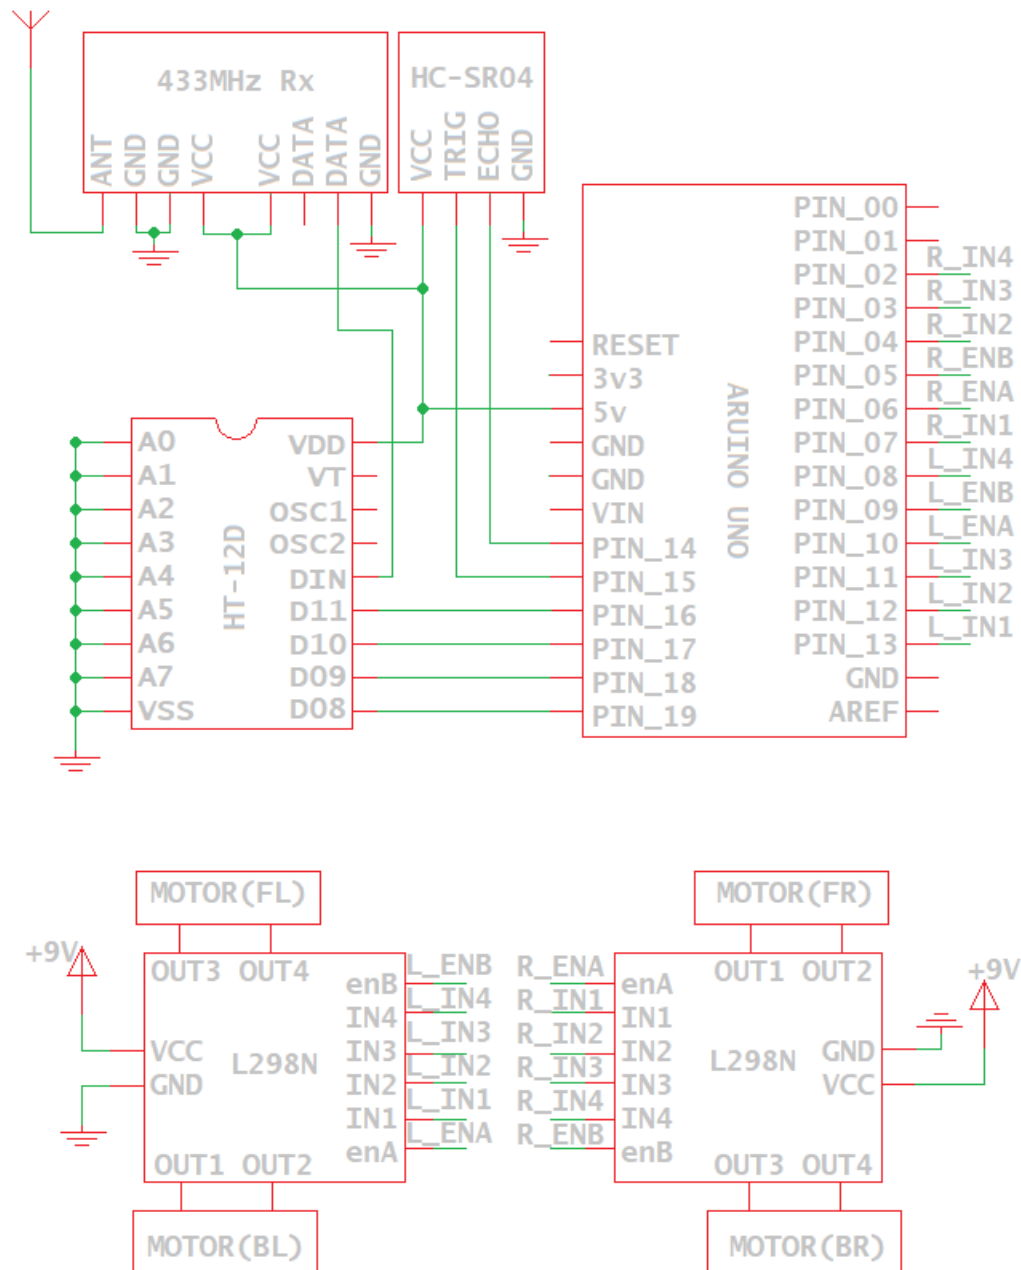 433MHz Rx
ANT
GND
GND
VCC
VCC
DATA
DATA
GND
HC-SR04
VCC
TRIG
ECHO
GND
ARUINO UNO
RESET
3v3
5v
GND
GND
VIN
PIN_14
PIN_15
PIN_16
PIN_17
PIN_18
PIN_19
PIN_00
PIN_01
PIN_02
PIN_03
PIN_04
PIN_05
PIN_06
PIN_07
PIN_08
PIN_09
PIN_10
PIN_11
PIN_12
PIN_13
GND
AREF
R_IN4
R_IN3
R_IN2
R_ENB
R_ENA
R_IN1
L_IN4
L_ENB
L_ENA
L_IN3
L_IN2
L_IN1
HT-12D
A0
A1
A2
A3
A4
A5
A6
A7
VSS
VDD
VT
OSC1
OSC2
DIN
D11
D10
D09
D08
MOTOR(FL)
+9V
OUT3 OUT4
VCC
GND
L298N
enB
IN4
IN3
IN2
IN1
enA
OUT1 OUT2
L_ENB
L_IN4
L_IN3
L_IN2
L_IN1
L_ENA
MOTOR(BL)
MOTOR(FR)
R_ENA
R_IN1
R_IN2
R_IN3
R_IN4
R_ENB
OUT1 OUT2
enA
IN1
IN2
IN3
IN4
enB
L298N
GND
VCC
OUT3 OUT4
+9V
MOTOR(BR)